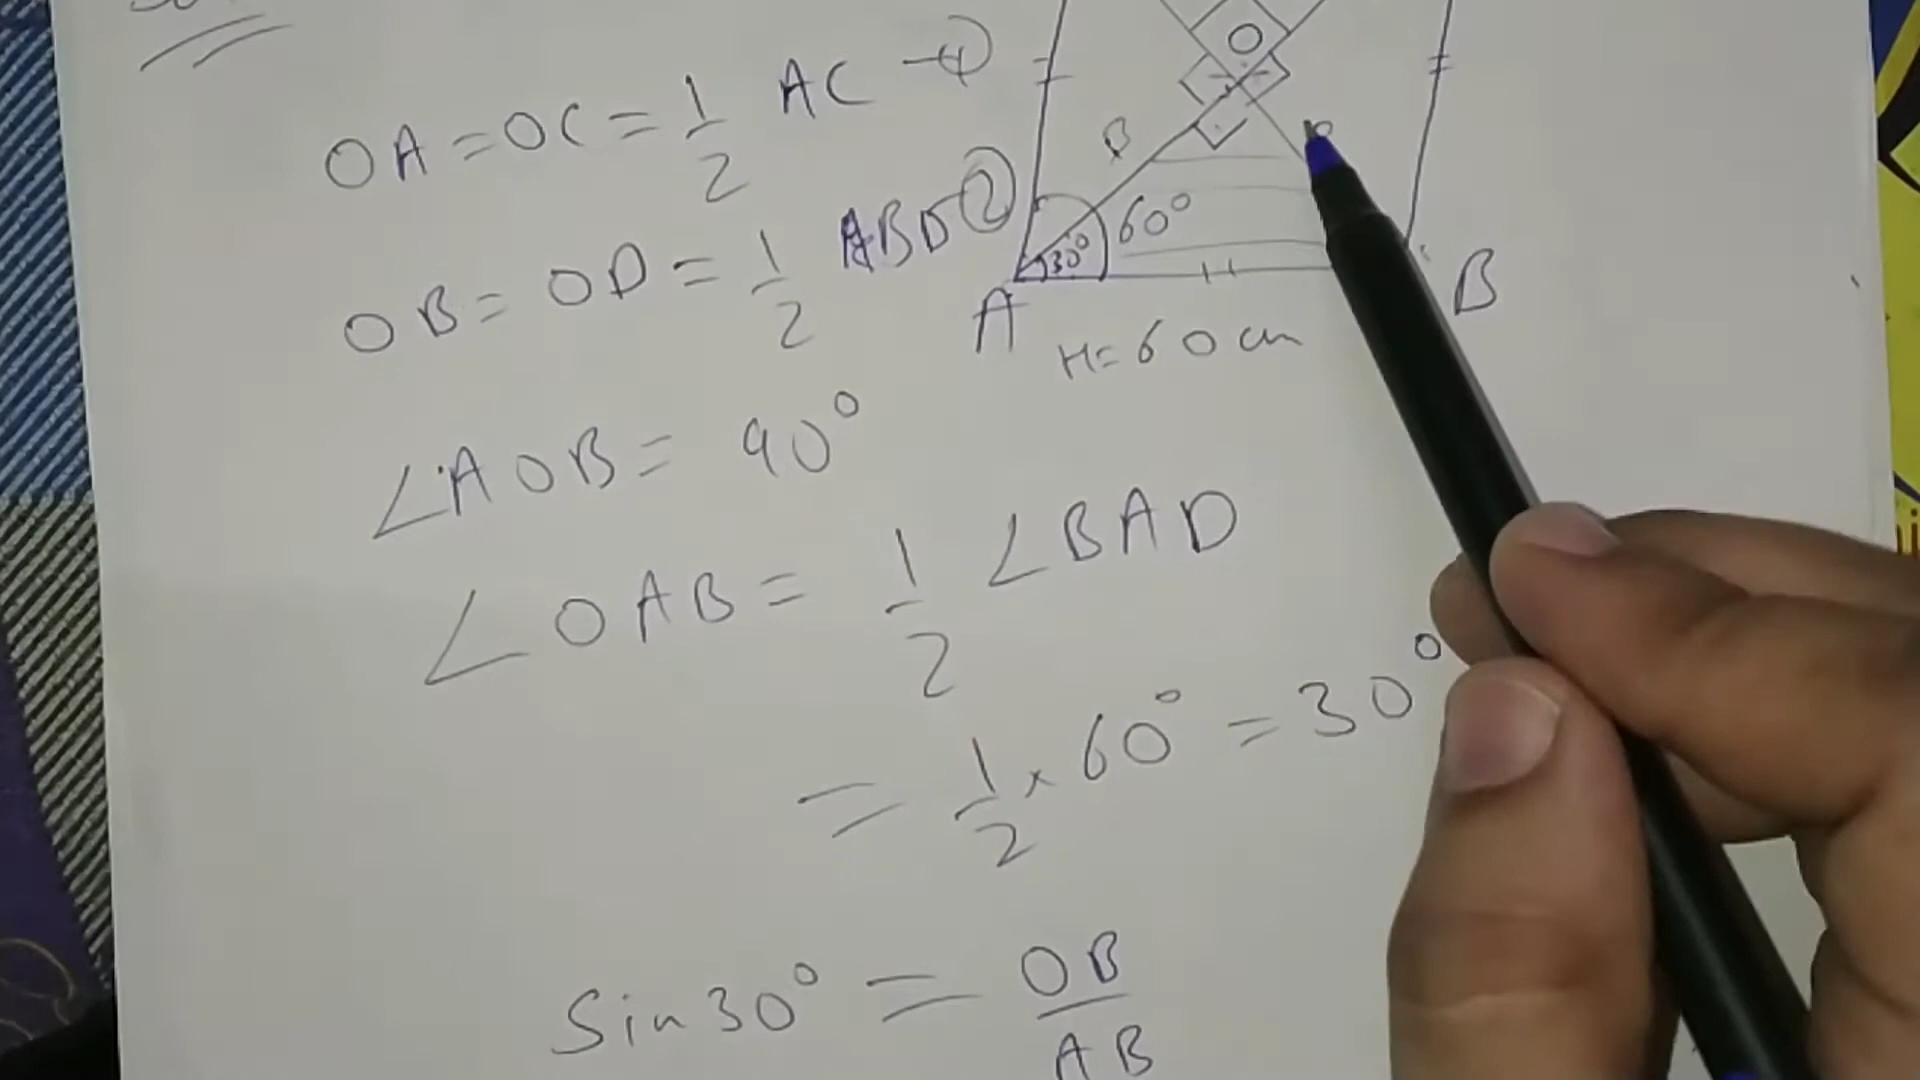 OA = OC = 1/2 AC —①
OB = OD = 1/2 BD ②
∠AOB = 90°
∠OAB = 1/2 ∠BAD
= 1/2 × 60° = 30°
Sin 30° = OB/AB
O
B
60°
30°
A
B
H = 60 cm